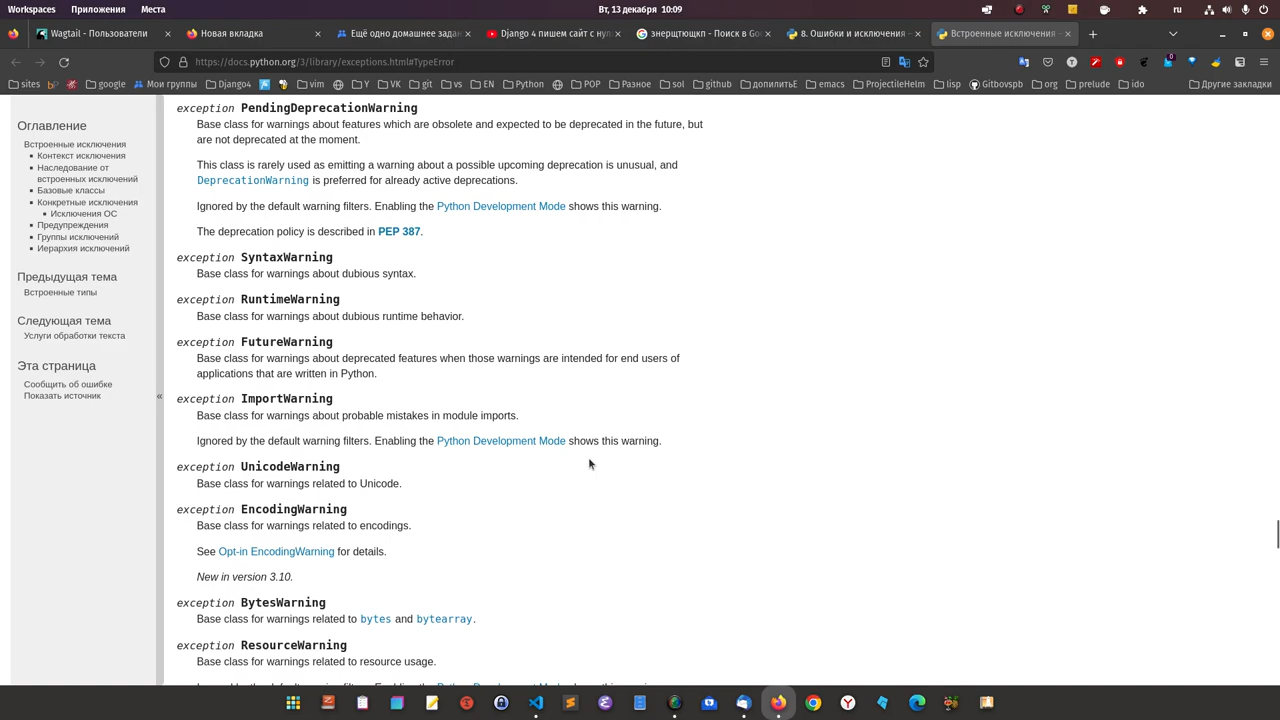 Workspaces Приложения Места Вт, 13 декабря 10:09 ru
Wagtail - Пользователи Новая вкладка Ещё одно домашнее зада Django 4 пишем сайт с нул знерщтющкп - Поиск в Goo 8. Ошибки и исключения — Встроенные исключения —
https://docs.python.org/3/library/exceptions.html#TypeError
sites google Мои группы Django4 Y VK git vs EN Python POP Разное sol github допилитьЕ emacs ProjectileHelm lisp Gitbovspb org prelude ido Другие закладки
Оглавление
Встроенные исключения
Контекст исключения
Наследование от
встроенных исключений
Базовые классы
Конкретные исключения
Исключения ОС
Предупреждения
Группы исключений
Иерархия исключений
Предыдущая тема
Встроенные типы
Следующая тема
Услуги обработки текста
Эта страница
Сообщить об ошибке
Показать источник
«
exception PendingDeprecationWarning
Base class for warnings about features which are obsolete and expected to be deprecated in the future, but
are not deprecated at the moment.
This class is rarely used as emitting a warning about a possible upcoming deprecation is unusual, and
DeprecationWarning is preferred for already active deprecations.
Ignored by the default warning filters. Enabling the Python Development Mode shows this warning.
The deprecation policy is described in PEP 387.
exception SyntaxWarning
Base class for warnings about dubious syntax.
exception RuntimeWarning
Base class for warnings about dubious runtime behavior.
exception FutureWarning
Base class for warnings about deprecated features when those warnings are intended for end users of
applications that are written in Python.
exception ImportWarning
Base class for warnings about probable mistakes in module imports.
Ignored by the default warning filters. Enabling the Python Development Mode shows this warning.
exception UnicodeWarning
Base class for warnings related to Unicode.
exception EncodingWarning
Base class for warnings related to encodings.
See Opt-in EncodingWarning for details.
New in version 3.10.
exception BytesWarning
Base class for warnings related to bytes and bytearray.
exception ResourceWarning
Base class for warnings related to resource usage.